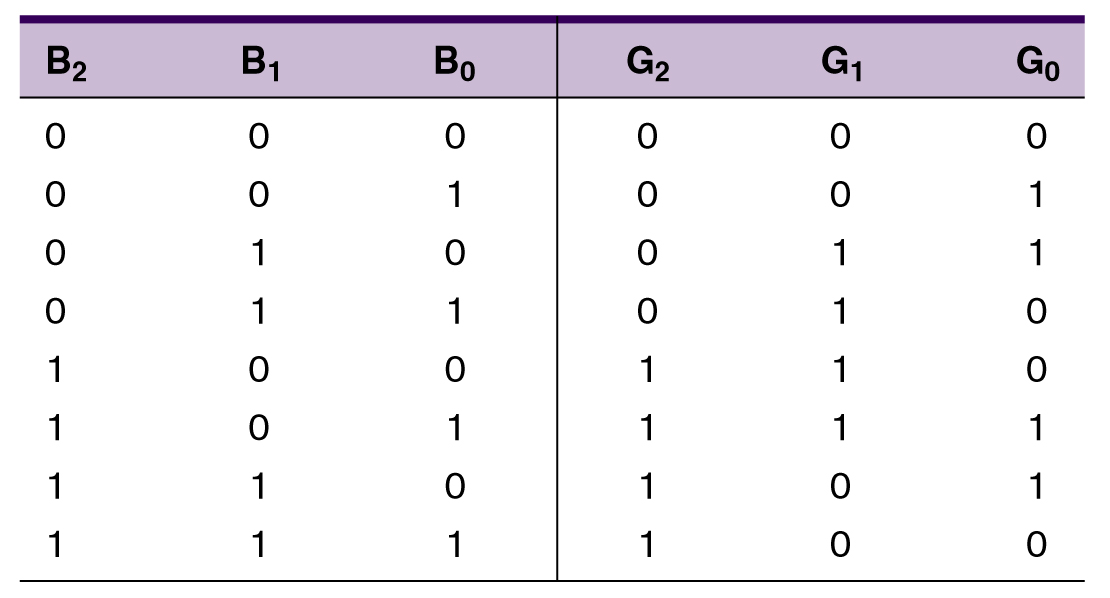 B₂ B₁ B₀ G₂ G₁ G₀
0 0 0 0 0 0
0 0 1 0 0 1
0 1 0 0 1 1
0 1 1 0 1 0
1 0 0 1 1 0
1 0 1 1 1 1
1 1 0 1 0 1
1 1 1 1 0 0